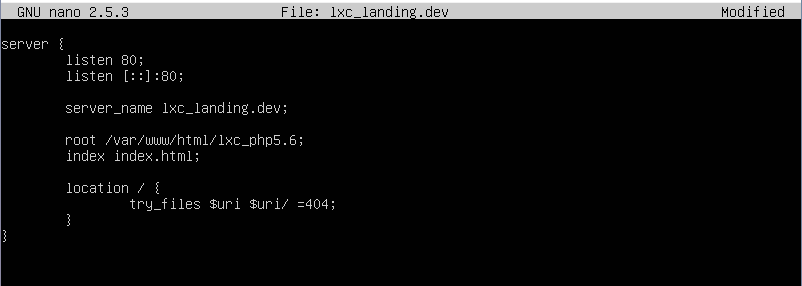 GNU nano 2.5.3 File: lxc_landing.dev Modified
server {
listen 80;
listen [::]:80;
server_name lxc_landing.dev;
root /var/www/html/lxc_php5.6;
index index.html;
location / {
try_files $uri $uri/ =404;
}
}